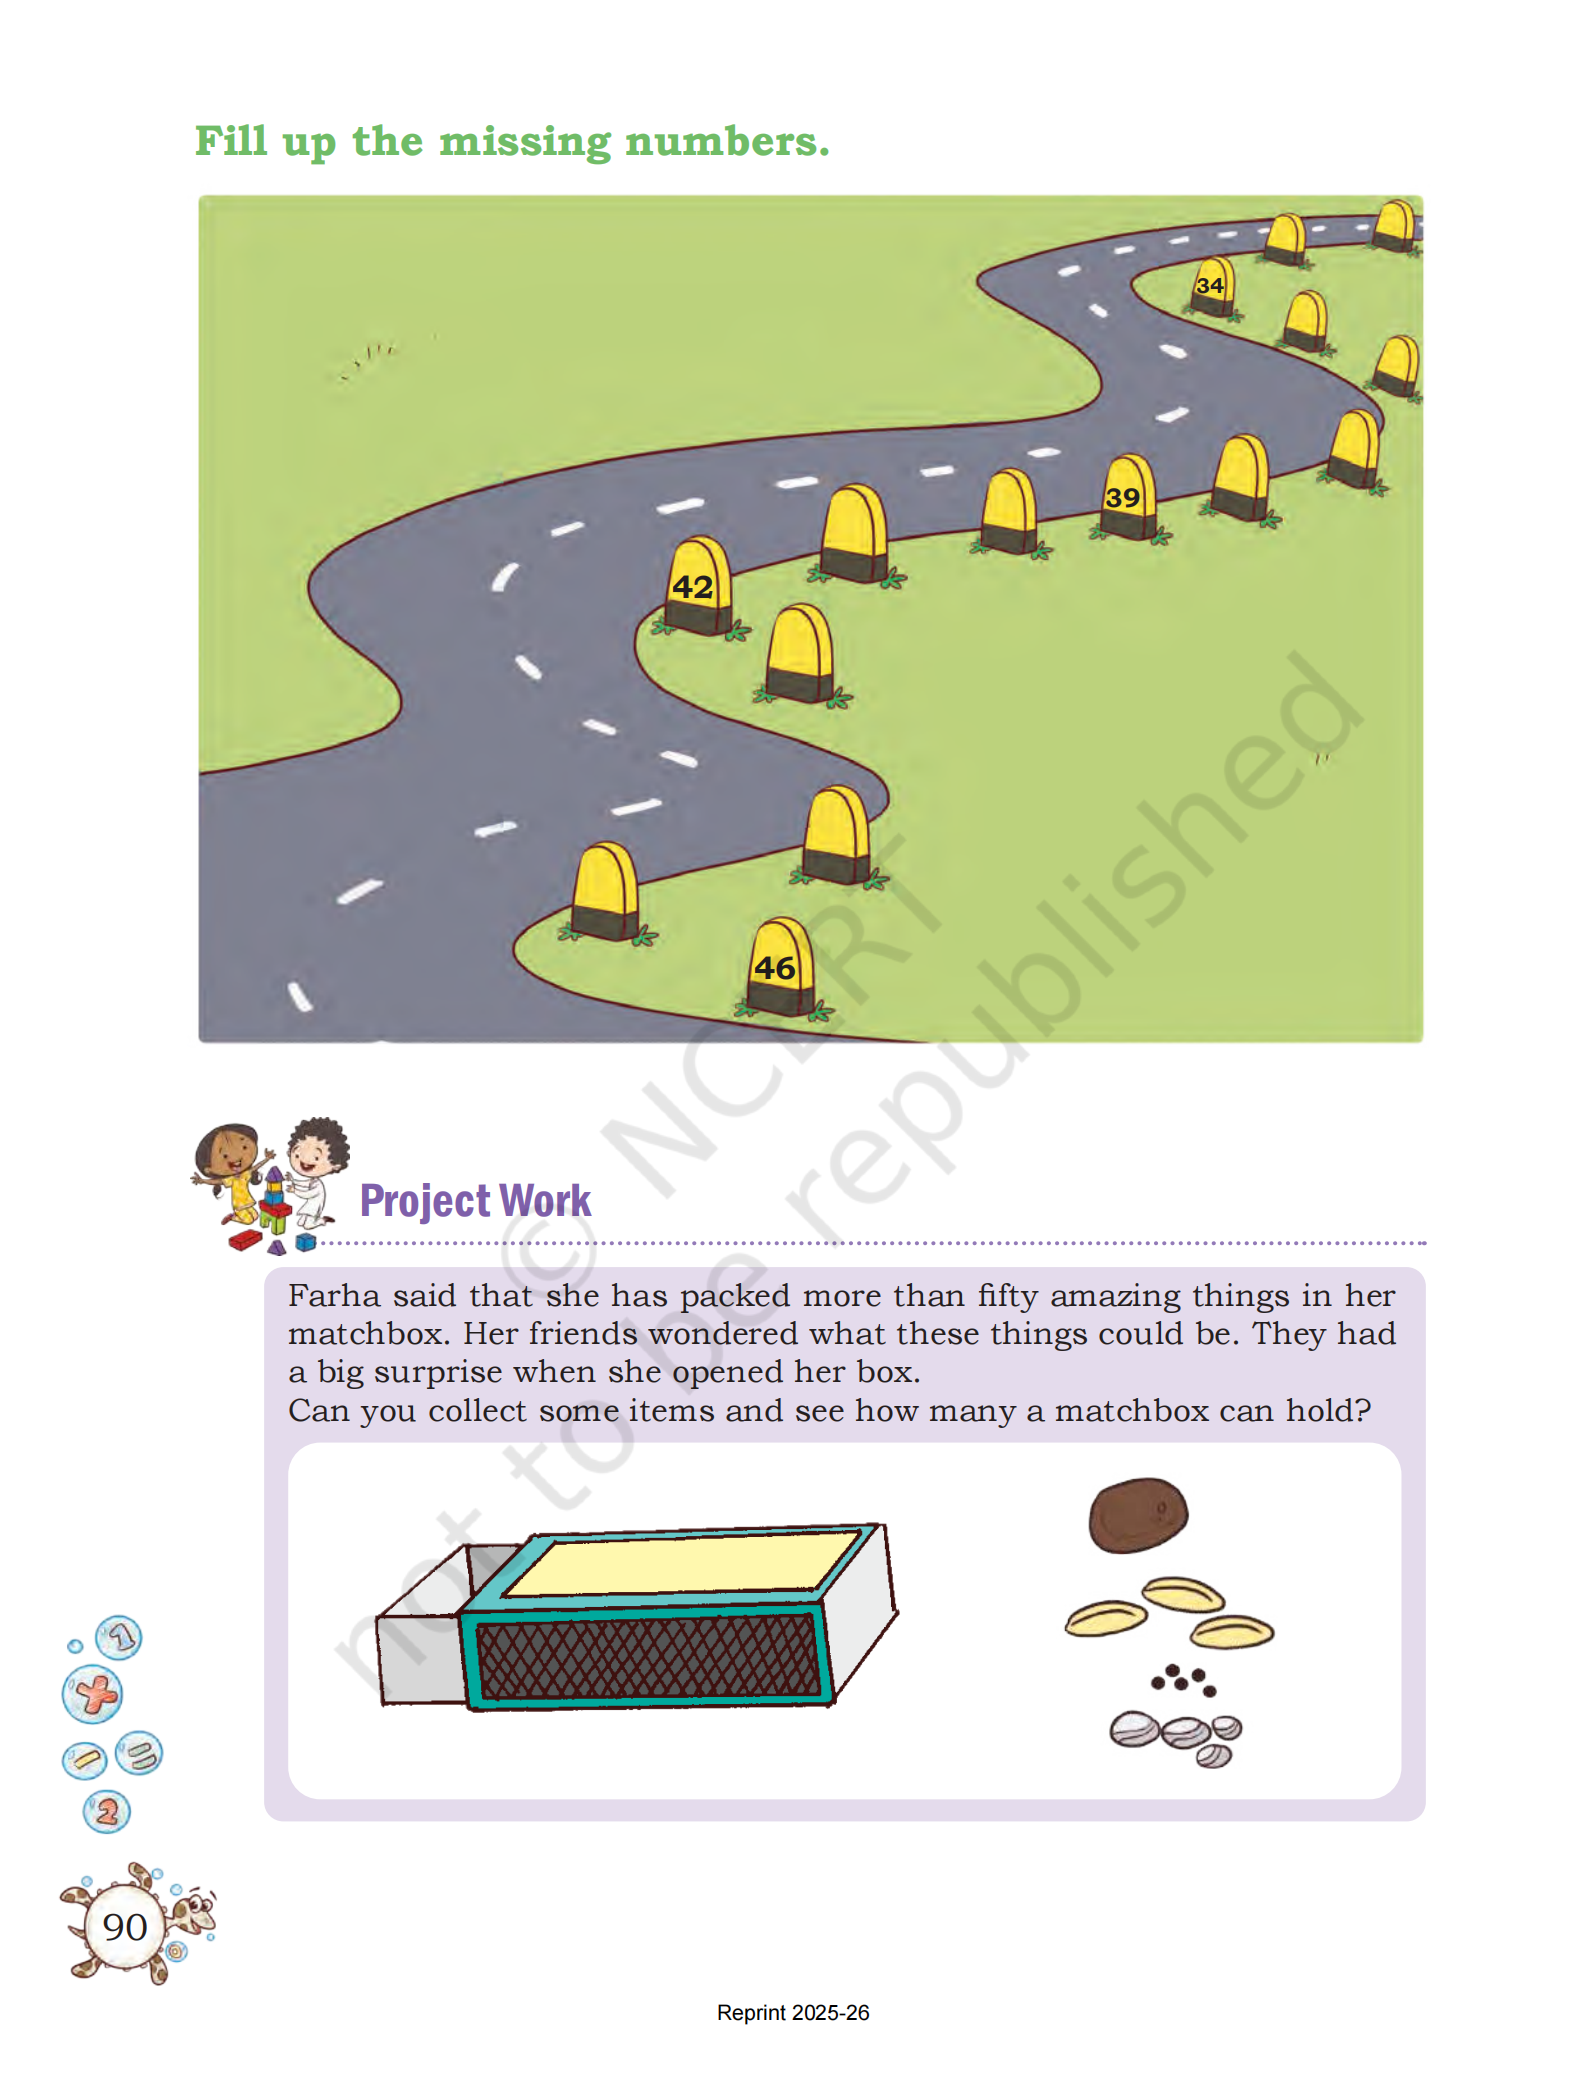 Fill up the missing numbers.
34
39
42
46
Project Work
Farha said that she has packed more than fifty amazing things in her
matchbox. Her friends wondered what these things could be. They had
a big surprise when she opened her box.
Can you collect some items and see how many a matchbox can hold?
© NCERT
not to be republished
1
2
90
Reprint 2025-26